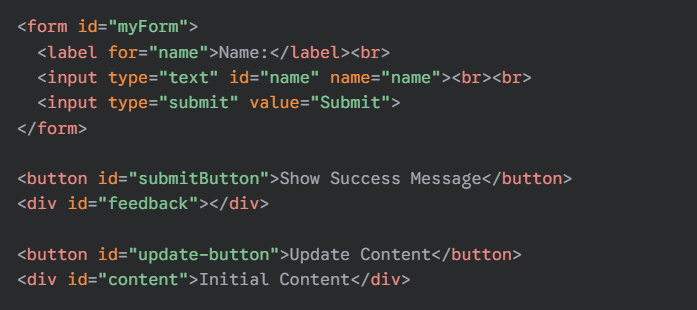 <form id="myForm">
  <label for="name">Name:</label><br>
  <input type="text" id="name" name="name"><br><br>
  <input type="submit" value="Submit">
</form>

<button id="submitButton">Show Success Message</button>
<div id="feedback"></div>

<button id="update-button">Update Content</button>
<div id="content">Initial Content</div>